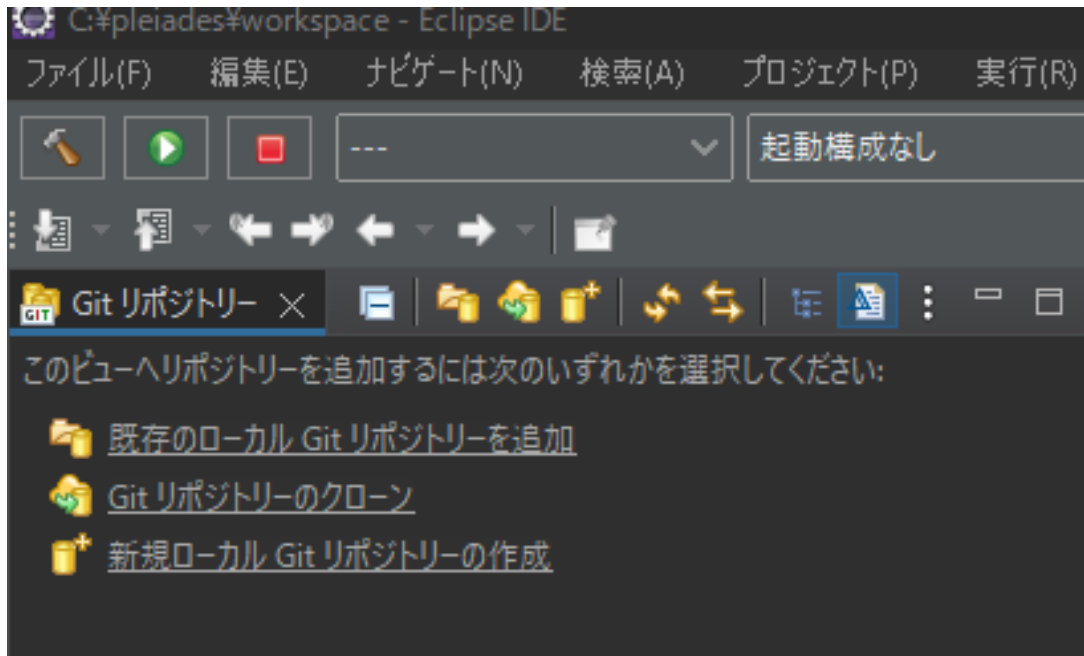 C:¥pleiades¥workspace - Eclipse IDE
ファイル(F) 編集(E) ナビゲート(N) 検索(A) プロジェクト(P) 実行(R)
--- 起動構成なし
Git リポジトリー
このビューへリポジトリーを追加するには次のいずれかを選択してください:
既存のローカル Git リポジトリーを追加
Git リポジトリーのクローン
新規ローカル Git リポジトリーの作成